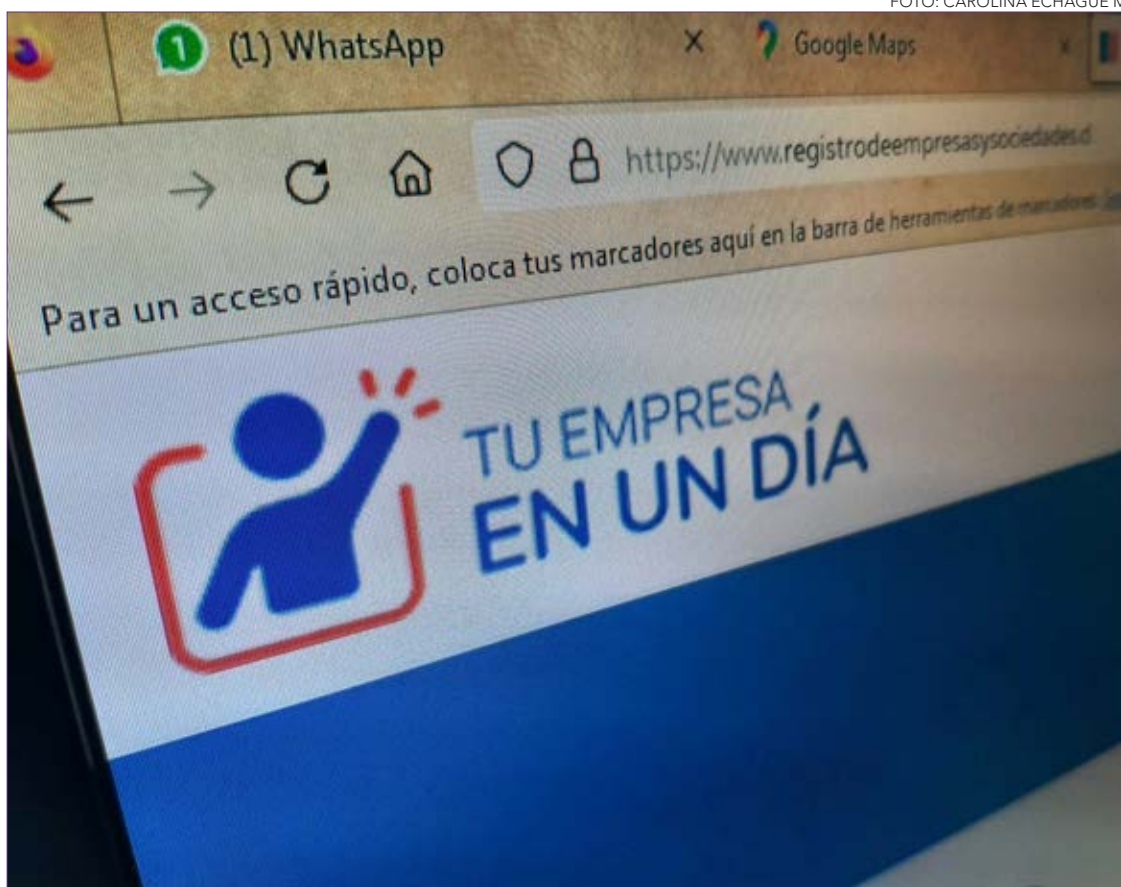 FOTO: CAROLINA ECHAGÜE M
1 (1) WhatsApp
Google Maps
https://www.registrodeempresasysociedades.cl
Para un acceso rápido, coloca tus marcadores aquí en la barra de herramientas de marcadores.
TU EMPRESA
EN UN DÍA